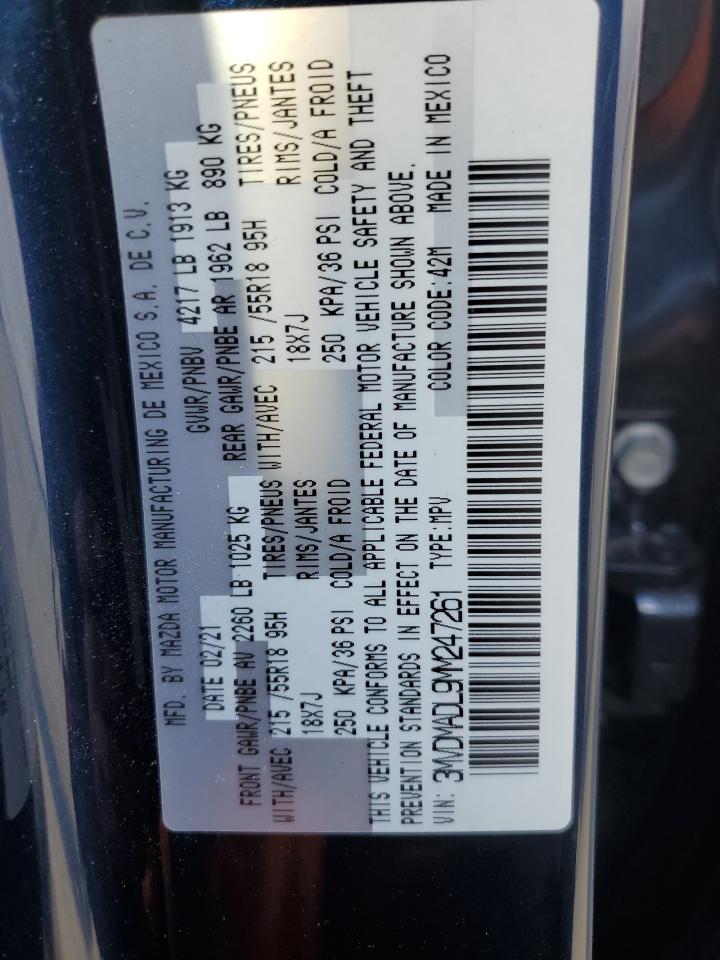 MFD. BY MAZDA MOTOR MANUFACTURING DE MEXICO S.A. DE C.V.
DATE 02/21 GVWR/PNBV 4217 LB 1913 KG
FRONT GAWR/PNBE AV 2260 LB 1025 KG REAR GAWR/PNBE AR 1962 LB 890 KG
WITH/AVEC 215 /55R18 95H TIRES/PNEUS WITH/AVEC 215 /55R18 95H TIRES/PNEUS
18X7J RIMS/JANTES 18X7J RIMS/JANTES
250 KPA/36 PSI COLD/A FROID 250 KPA/36 PSI COLD/A FROID
THIS VEHICLE CONFORMS TO ALL APPLICABLE FEDERAL MOTOR VEHICLE SAFETY AND THEFT
PREVENTION STANDARDS IN EFFECT ON THE DATE OF MANUFACTURE SHOWN ABOVE.
VIN: 3MVDMADL9MM247261 TYPE:MPV COLOR CODE:42M MADE IN MEXICO